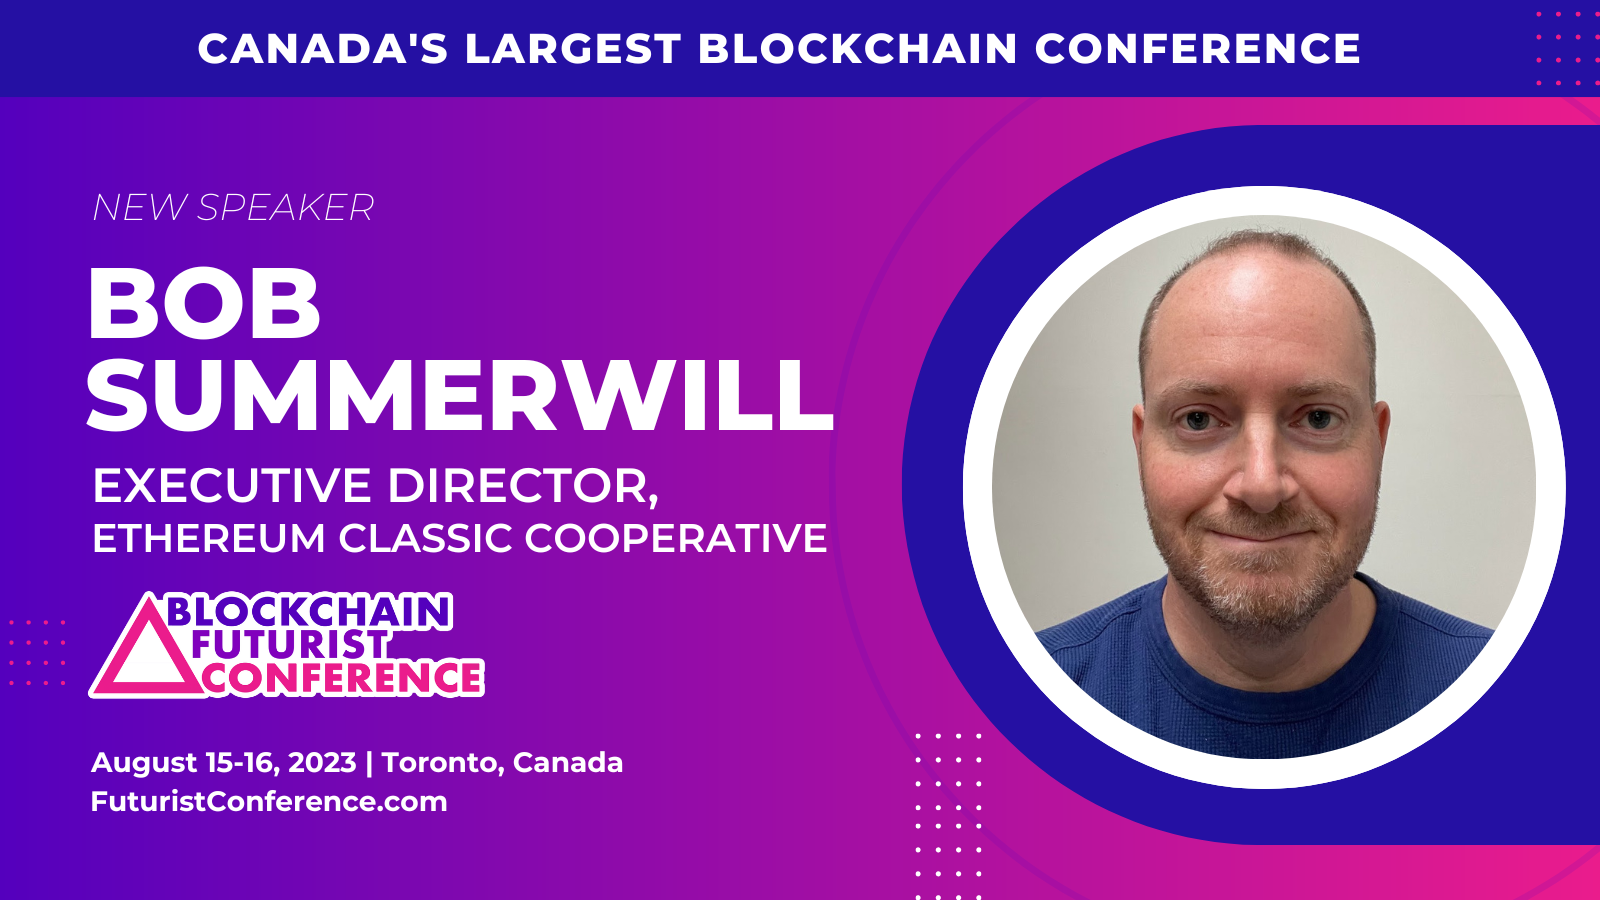 CANADA'S LARGEST BLOCKCHAIN CONFERENCE
NEW SPEAKER
BOB
SUMMERWILL
EXECUTIVE DIRECTOR,
ETHEREUM CLASSIC COOPERATIVE
BLOCKCHAIN
FUTURIST
CONFERENCE
August 15-16, 2023 | Toronto, Canada
FuturistConference.com